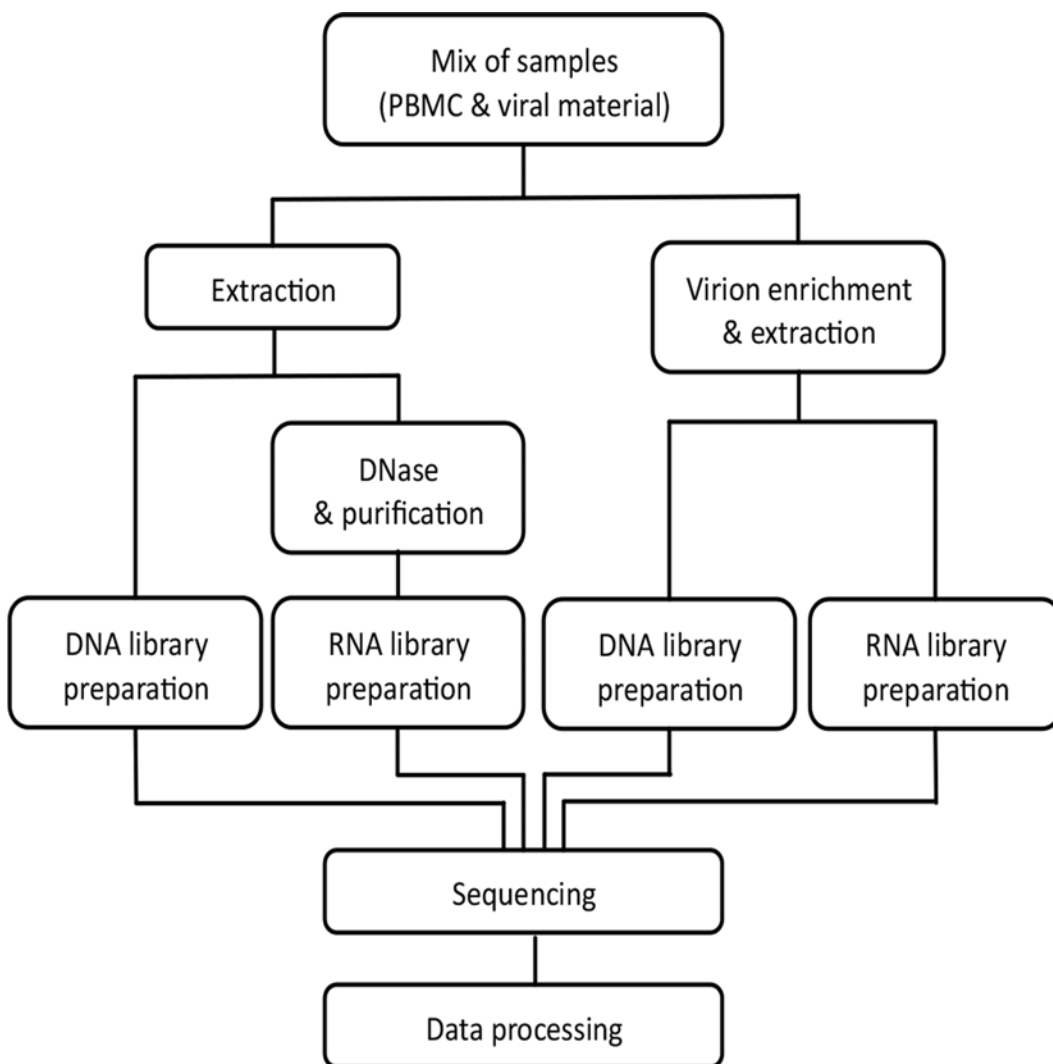 Mix of samples
(PBMC & viral material)
Extraction
Virion enrichment
& extraction
DNase
& purification
DNA library
preparation
RNA library
preparation
DNA library
preparation
RNA library
preparation
Sequencing
Data processing